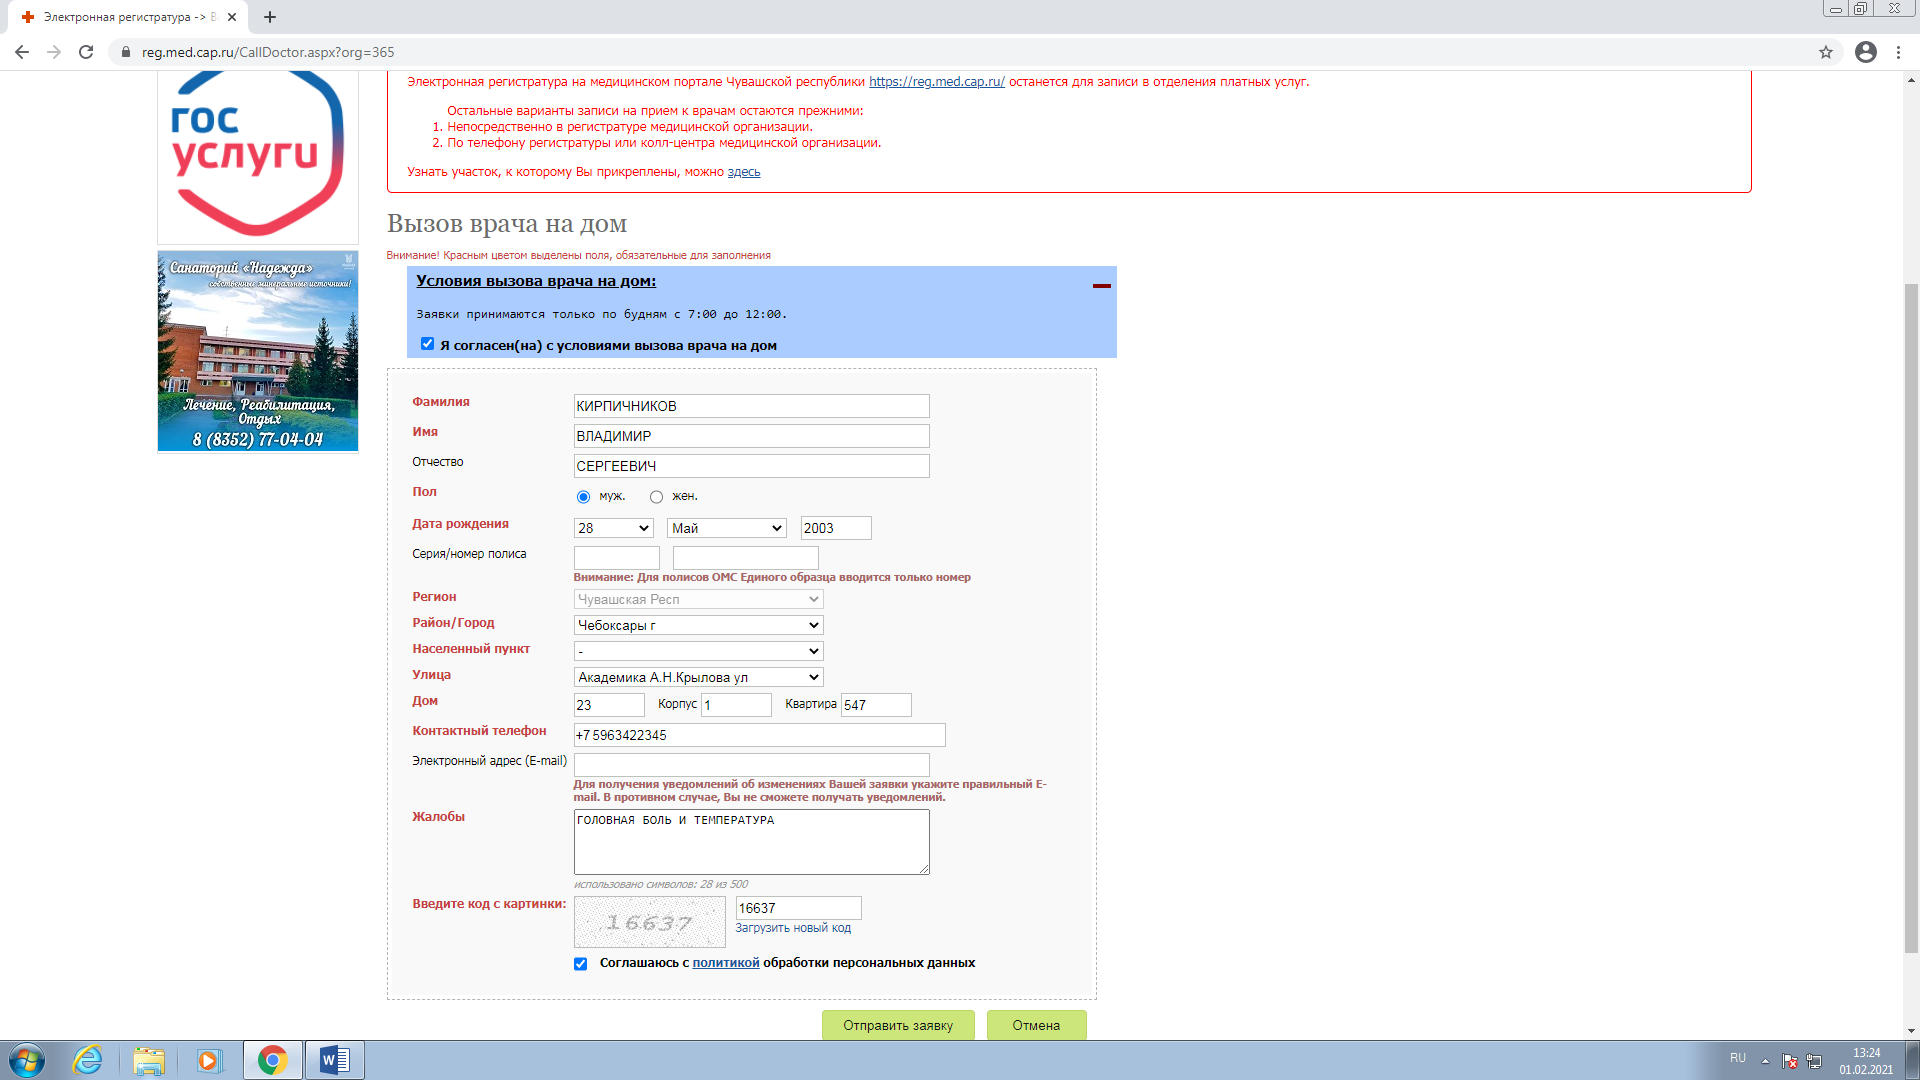 Электронная регистратура -> В
reg.med.cap.ru/CallDoctor.aspx?org=365
Электронная регистратура на медицинском портале Чувашской республики https://reg.med.cap.ru/ останется для записи в отделения платных услуг.
Остальные варианты записи на прием к врачам остаются прежними:
1. Непосредственно в регистратуре медицинской организации.
2. По телефону регистратуры или колл-центра медицинской организации.
Узнать участок, к которому Вы прикреплены, можно здесь
гос
услуги
Санаторий «Надежда»
собственные минеральные источники!
Лечение, Реабилитация,
Отдых
8 (8352) 77-04-04
Вызов врача на дом
Внимание! Красным цветом выделены поля, обязательные для заполнения
Условия вызова врача на дом:
Заявки принимаются только по будням с 7:00 до 12:00.
Я согласен(на) с условиями вызова врача на дом
Фамилия КИРПИЧНИКОВ
Имя ВЛАДИМИР
Отчество СЕРГЕЕВИЧ
Пол муж. жен.
Дата рождения 28 Май 2003
Серия/номер полиса
Внимание: Для полисов ОМС Единого образца вводится только номер
Регион Чувашская Респ
Район/Город Чебоксары г
Населенный пункт -
Улица Академика А.Н.Крылова ул
Дом 23 Корпус 1 Квартира 547
Контактный телефон +7 5963422345
Электронный адрес (E-mail)
Для получения уведомлений об изменениях Вашей заявки укажите правильный E-
mail. В противном случае, Вы не сможете получать уведомлений.
Жалобы ГОЛОВНАЯ БОЛЬ И ТЕМПЕРАТУРА
использовано символов: 28 из 500
Введите код с картинки: 16637 16637
Загрузить новый код
Соглашаюсь с политикой обработки персональных данных
Отправить заявку Отмена
RU 13:24
01.02.2021